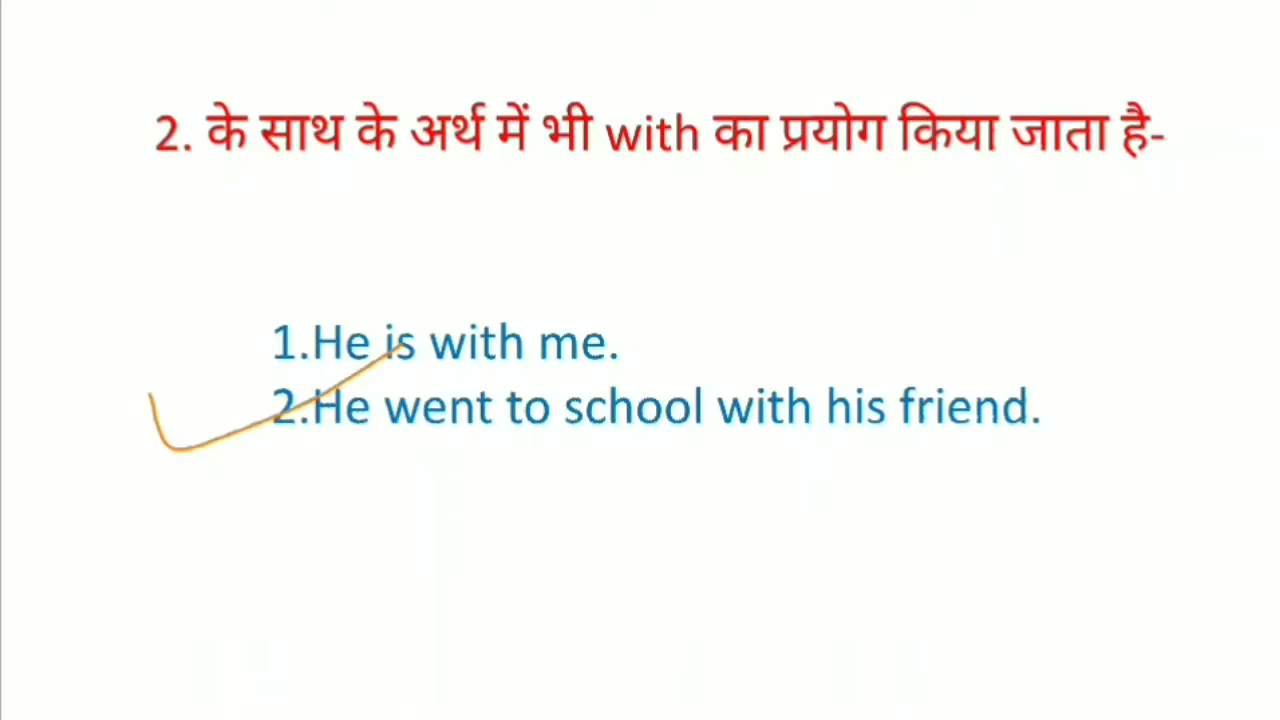 2. के साथ के अर्थ में भी with का प्रयोग किया जाता है-
1.He is with me.
2.He went to school with his friend.